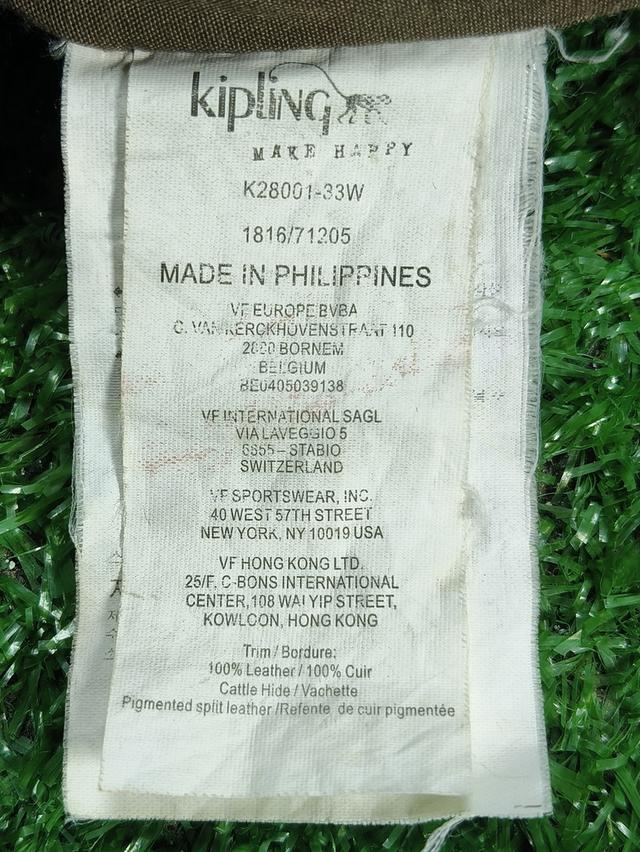 kipling
MAKE HAPPY
K28001-33W
1816/71205
MADE IN PHILIPPINES
VF EUROPE BVBA
C. VAN KERCKHOVENSTRAAT 110
2880 BORNEM
BELGIUM
BE0405039138
VF INTERNATIONAL SAGL
VIA LAVEGGIO 5
6855 – STABIO
SWITZERLAND
VF SPORTSWEAR, INC.
40 WEST 57TH STREET
NEW YORK, NY 10019 USA
VF HONG KONG LTD.
25/F, C-BONS INTERNATIONAL
CENTER,108 WAI YIP STREET,
KOWLOON, HONG KONG
Trim / Bordure:
100% Leather / 100% Cuir
Cattle Hide / Vachette
Pigmented split leather /Refente de cuir pigmentée